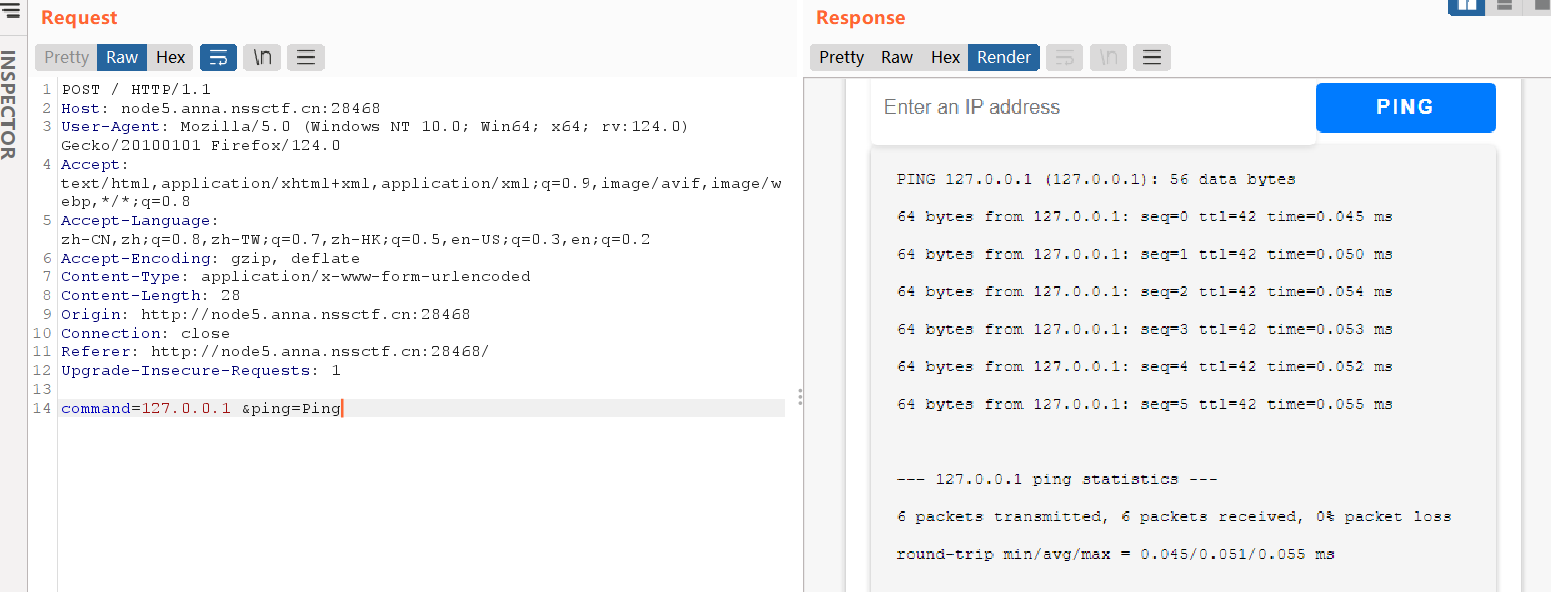 Request
Pretty Raw Hex \n
INSPECTOR
1 POST / HTTP/1.1
2 Host: node5.anna.nssctf.cn:28468
3 User-Agent: Mozilla/5.0 (Windows NT 10.0; Win64; x64; rv:124.0)
Gecko/20100101 Firefox/124.0
4 Accept:
text/html,application/xhtml+xml,application/xml;q=0.9,image/avif,image/w
ebp,*/*;q=0.8
5 Accept-Language:
zh-CN,zh;q=0.8,zh-TW;q=0.7,zh-HK;q=0.5,en-US;q=0.3,en;q=0.2
6 Accept-Encoding: gzip, deflate
7 Content-Type: application/x-www-form-urlencoded
8 Content-Length: 28
9 Origin: http://node5.anna.nssctf.cn:28468
10 Connection: close
11 Referer: http://node5.anna.nssctf.cn:28468/
12 Upgrade-Insecure-Requests: 1
13
14 command=127.0.0.1 &ping=Ping
Response
Pretty Raw Hex Render \n
Enter an IP address
PING
PING 127.0.0.1 (127.0.0.1): 56 data bytes
64 bytes from 127.0.0.1: seq=0 ttl=42 time=0.045 ms
64 bytes from 127.0.0.1: seq=1 ttl=42 time=0.050 ms
64 bytes from 127.0.0.1: seq=2 ttl=42 time=0.054 ms
64 bytes from 127.0.0.1: seq=3 ttl=42 time=0.053 ms
64 bytes from 127.0.0.1: seq=4 ttl=42 time=0.052 ms
64 bytes from 127.0.0.1: seq=5 ttl=42 time=0.055 ms
--- 127.0.0.1 ping statistics ---
6 packets transmitted, 6 packets received, 0% packet loss
round-trip min/avg/max = 0.045/0.051/0.055 ms